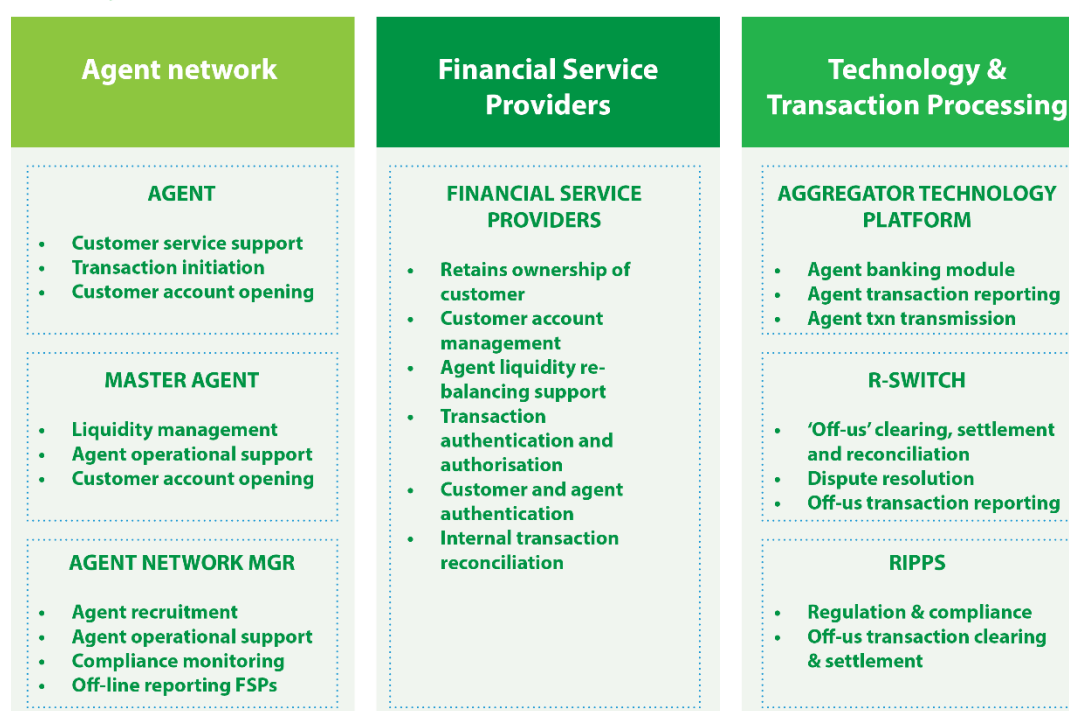 Agent network
AGENT
• Customer service support
• Transaction initiation
• Customer account opening
MASTER AGENT
• Liquidity management
• Agent operational support
• Customer account opening
AGENT NETWORK MGR
• Agent recruitment
• Agent operational support
• Compliance monitoring
• Off-line reporting FSPs
Financial Service
Providers
FINANCIAL SERVICE
PROVIDERS
• Retains ownership of
customer
• Customer account
management
• Agent liquidity re-
balancing support
• Transaction
authentication and
authorisation
• Customer and agent
authentication
• Internal transaction
reconciliation
Technology &
Transaction Processing
AGGREGATOR TECHNOLOGY
PLATFORM
• Agent banking module
• Agent transaction reporting
• Agent txn transmission
R-SWITCH
• ‘Off-us’ clearing, settlement
and reconciliation
• Dispute resolution
• Off-us transaction reporting
RIPPS
• Regulation & compliance
• Off-us transaction clearing
& settlement